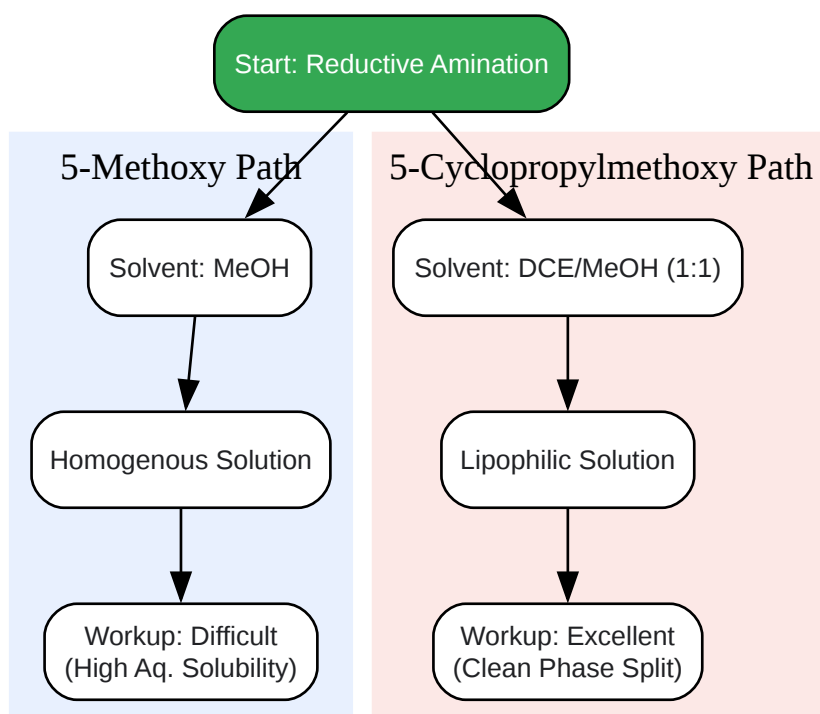 Start: Reductive Amination
5-Methoxy Path
5-Cyclopropylmethoxy Path
Solvent: MeOH
Solvent: DCE/MeOH (1:1)
Homogenous Solution
Lipophilic Solution
Workup: Difficult
(High Aq. Solubility)
Workup: Excellent
(Clean Phase Split)